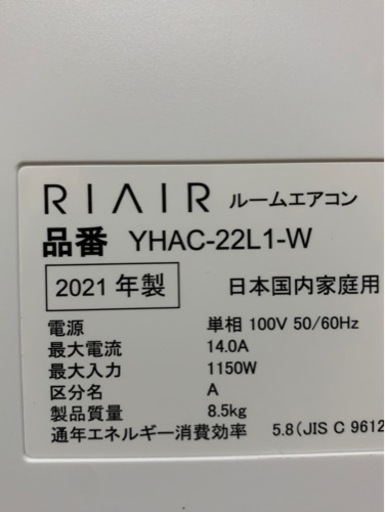 RIAIR ルームエアコン
品番 YHAC-22L1-W
2021 年製 日本国内家庭用
電源 単相 100V 50/60Hz
最大電流 14.0A
最大入力 1150W
区分名 A
製品質量 8.5kg
通年エネルギー消費効率 5.8(JIS C 9612